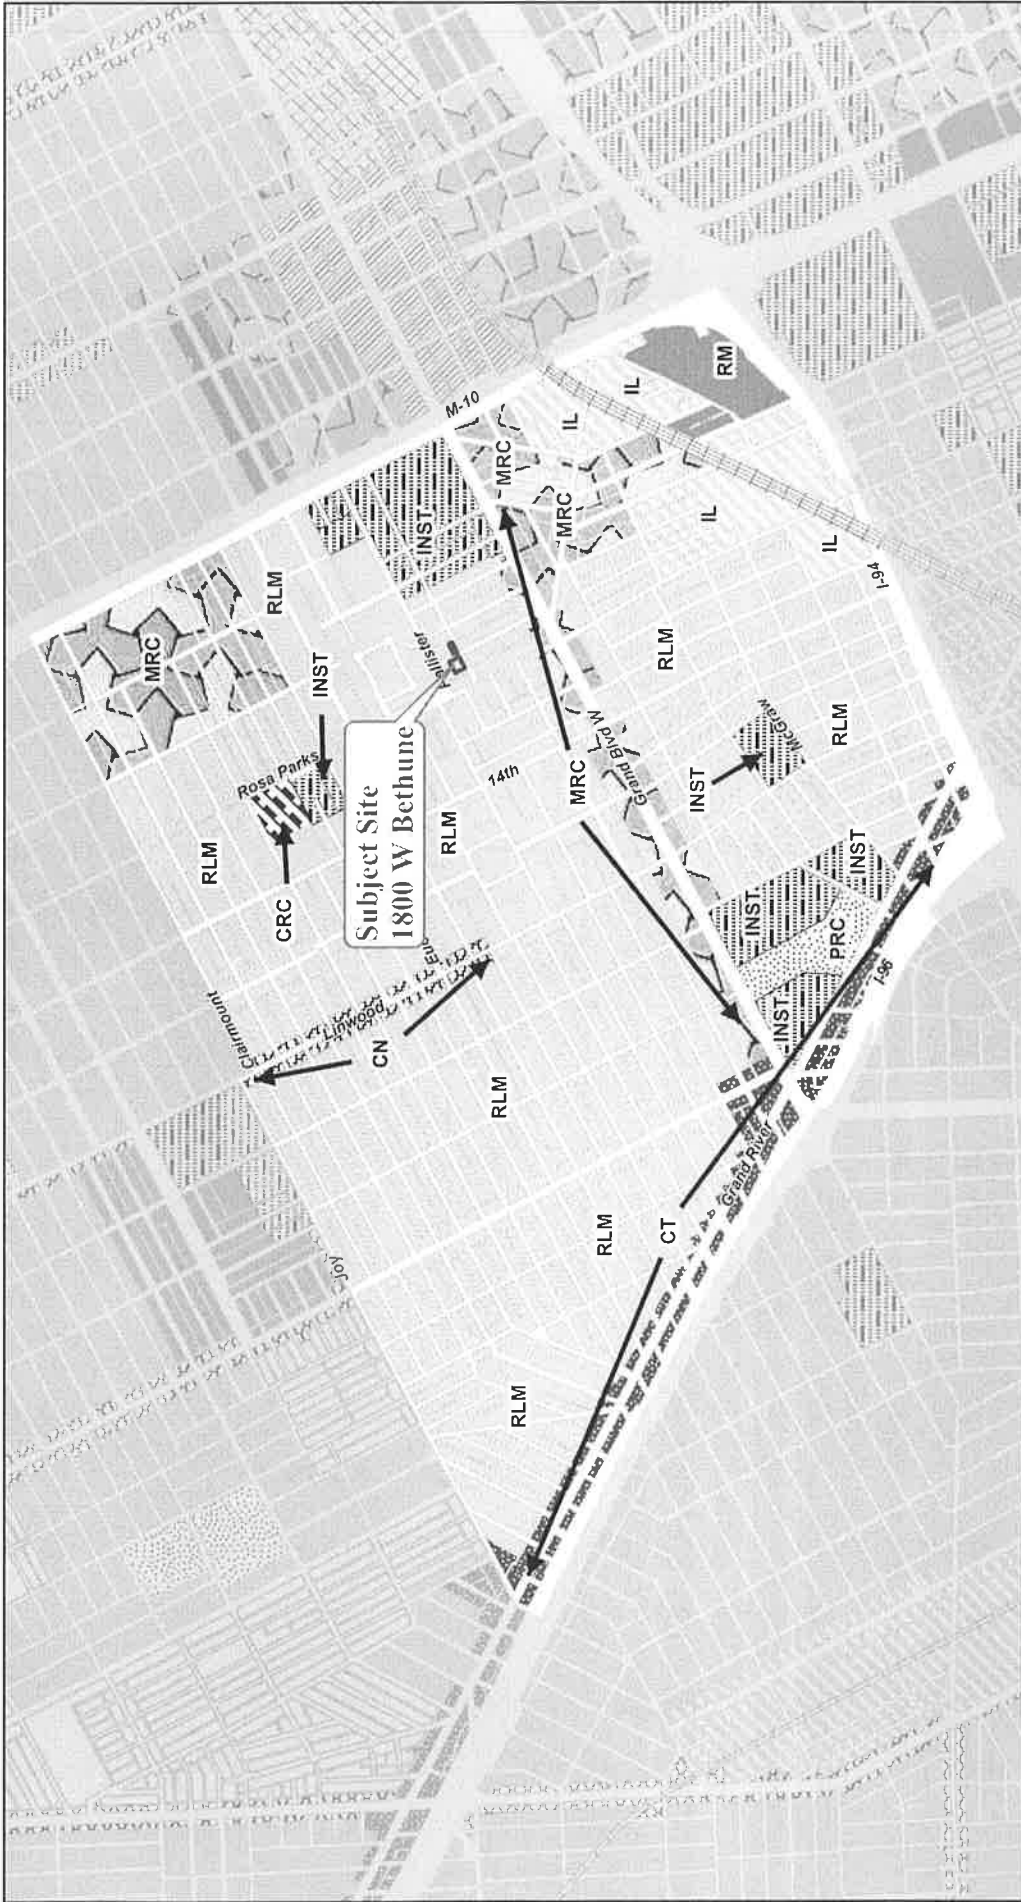 MRC
RLM
Clairmount
Rosa Parks
RLM
CRC
INST
Joy
Linwood
Subject Site
1800 W Bethune
CN
INST
RLM
M-10
RLM
14th
MRC
RLM
MRC
IL
MRC
RLM
Grand Blvd W
IL
CT
RLM
INST
IL
RM
Grand River
INST
McGraw
INST
IL
PRC
RLM
INST
I-94
I-96